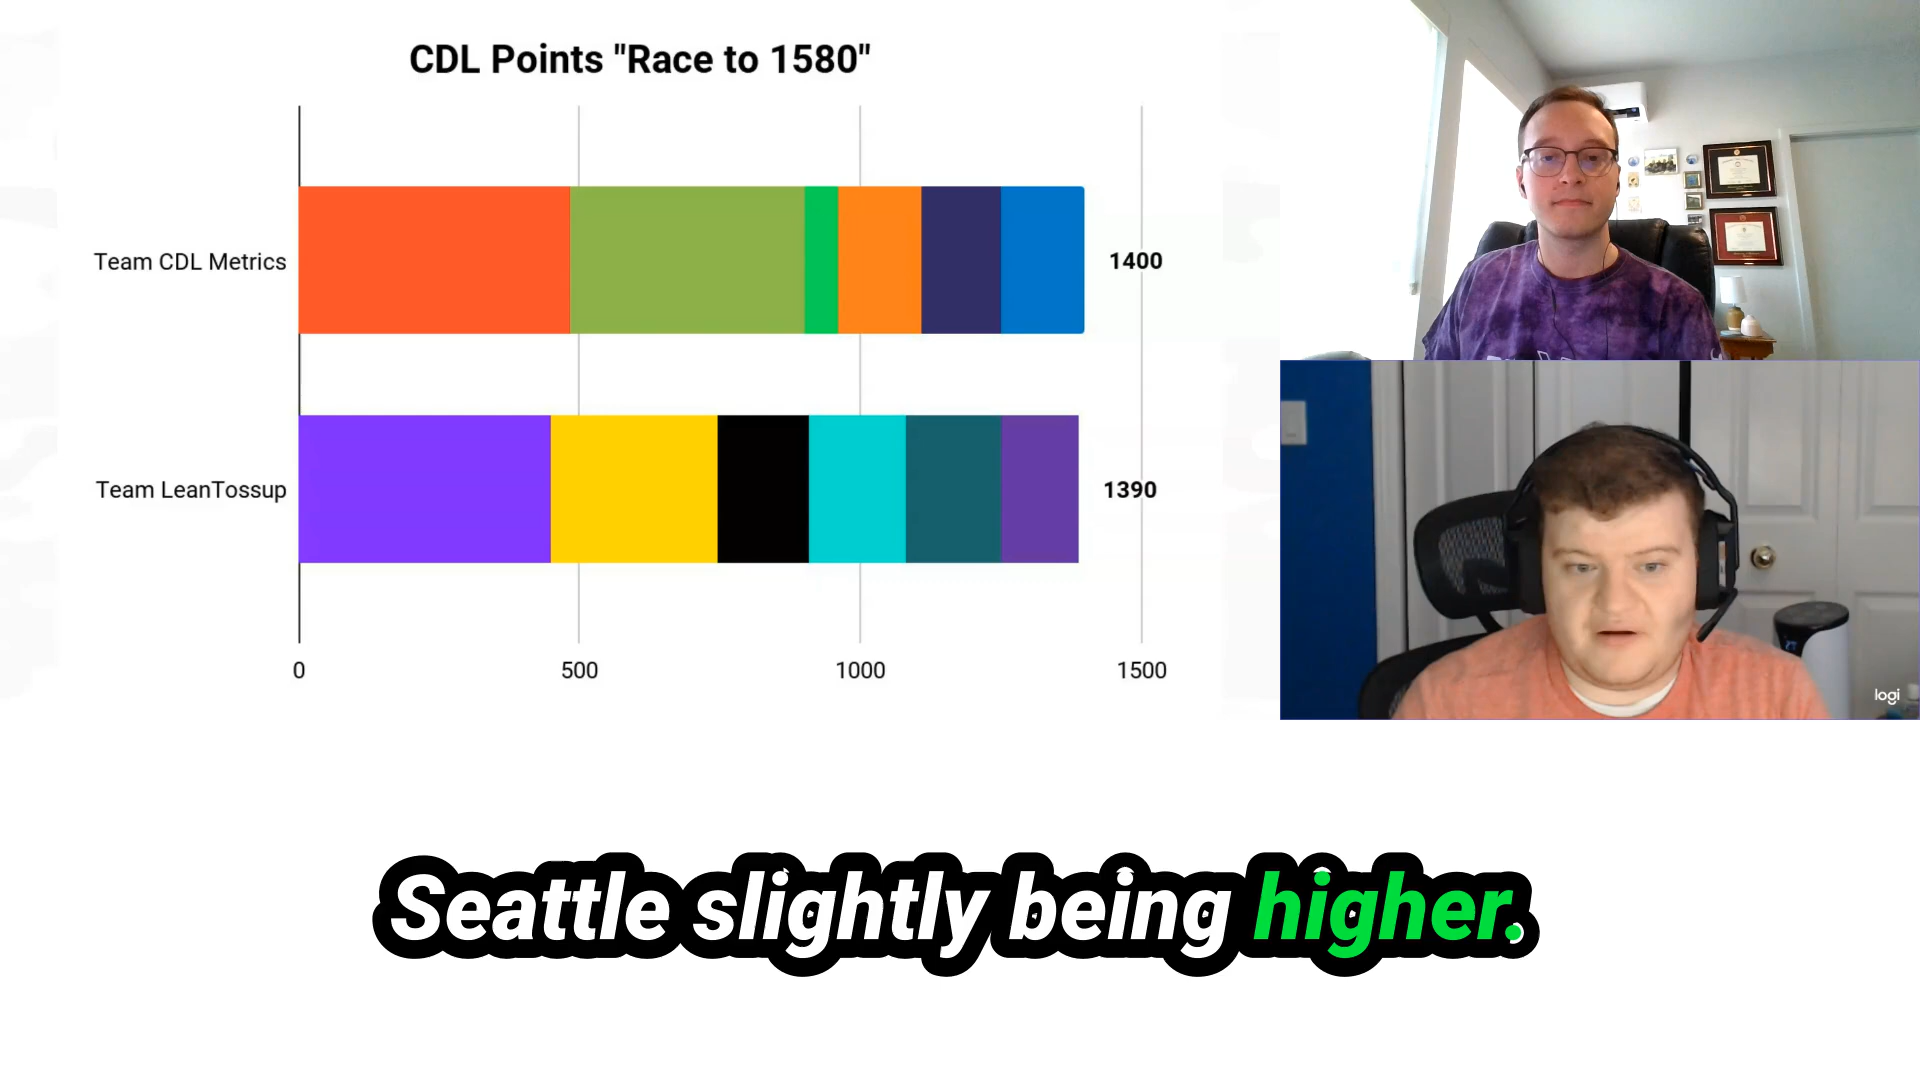 CDL Points "Race to 1580"
Team CDL Metrics
1400
Team LeanTossup
1390
0 500 1000 1500
logi
Seattle slightly being higher.